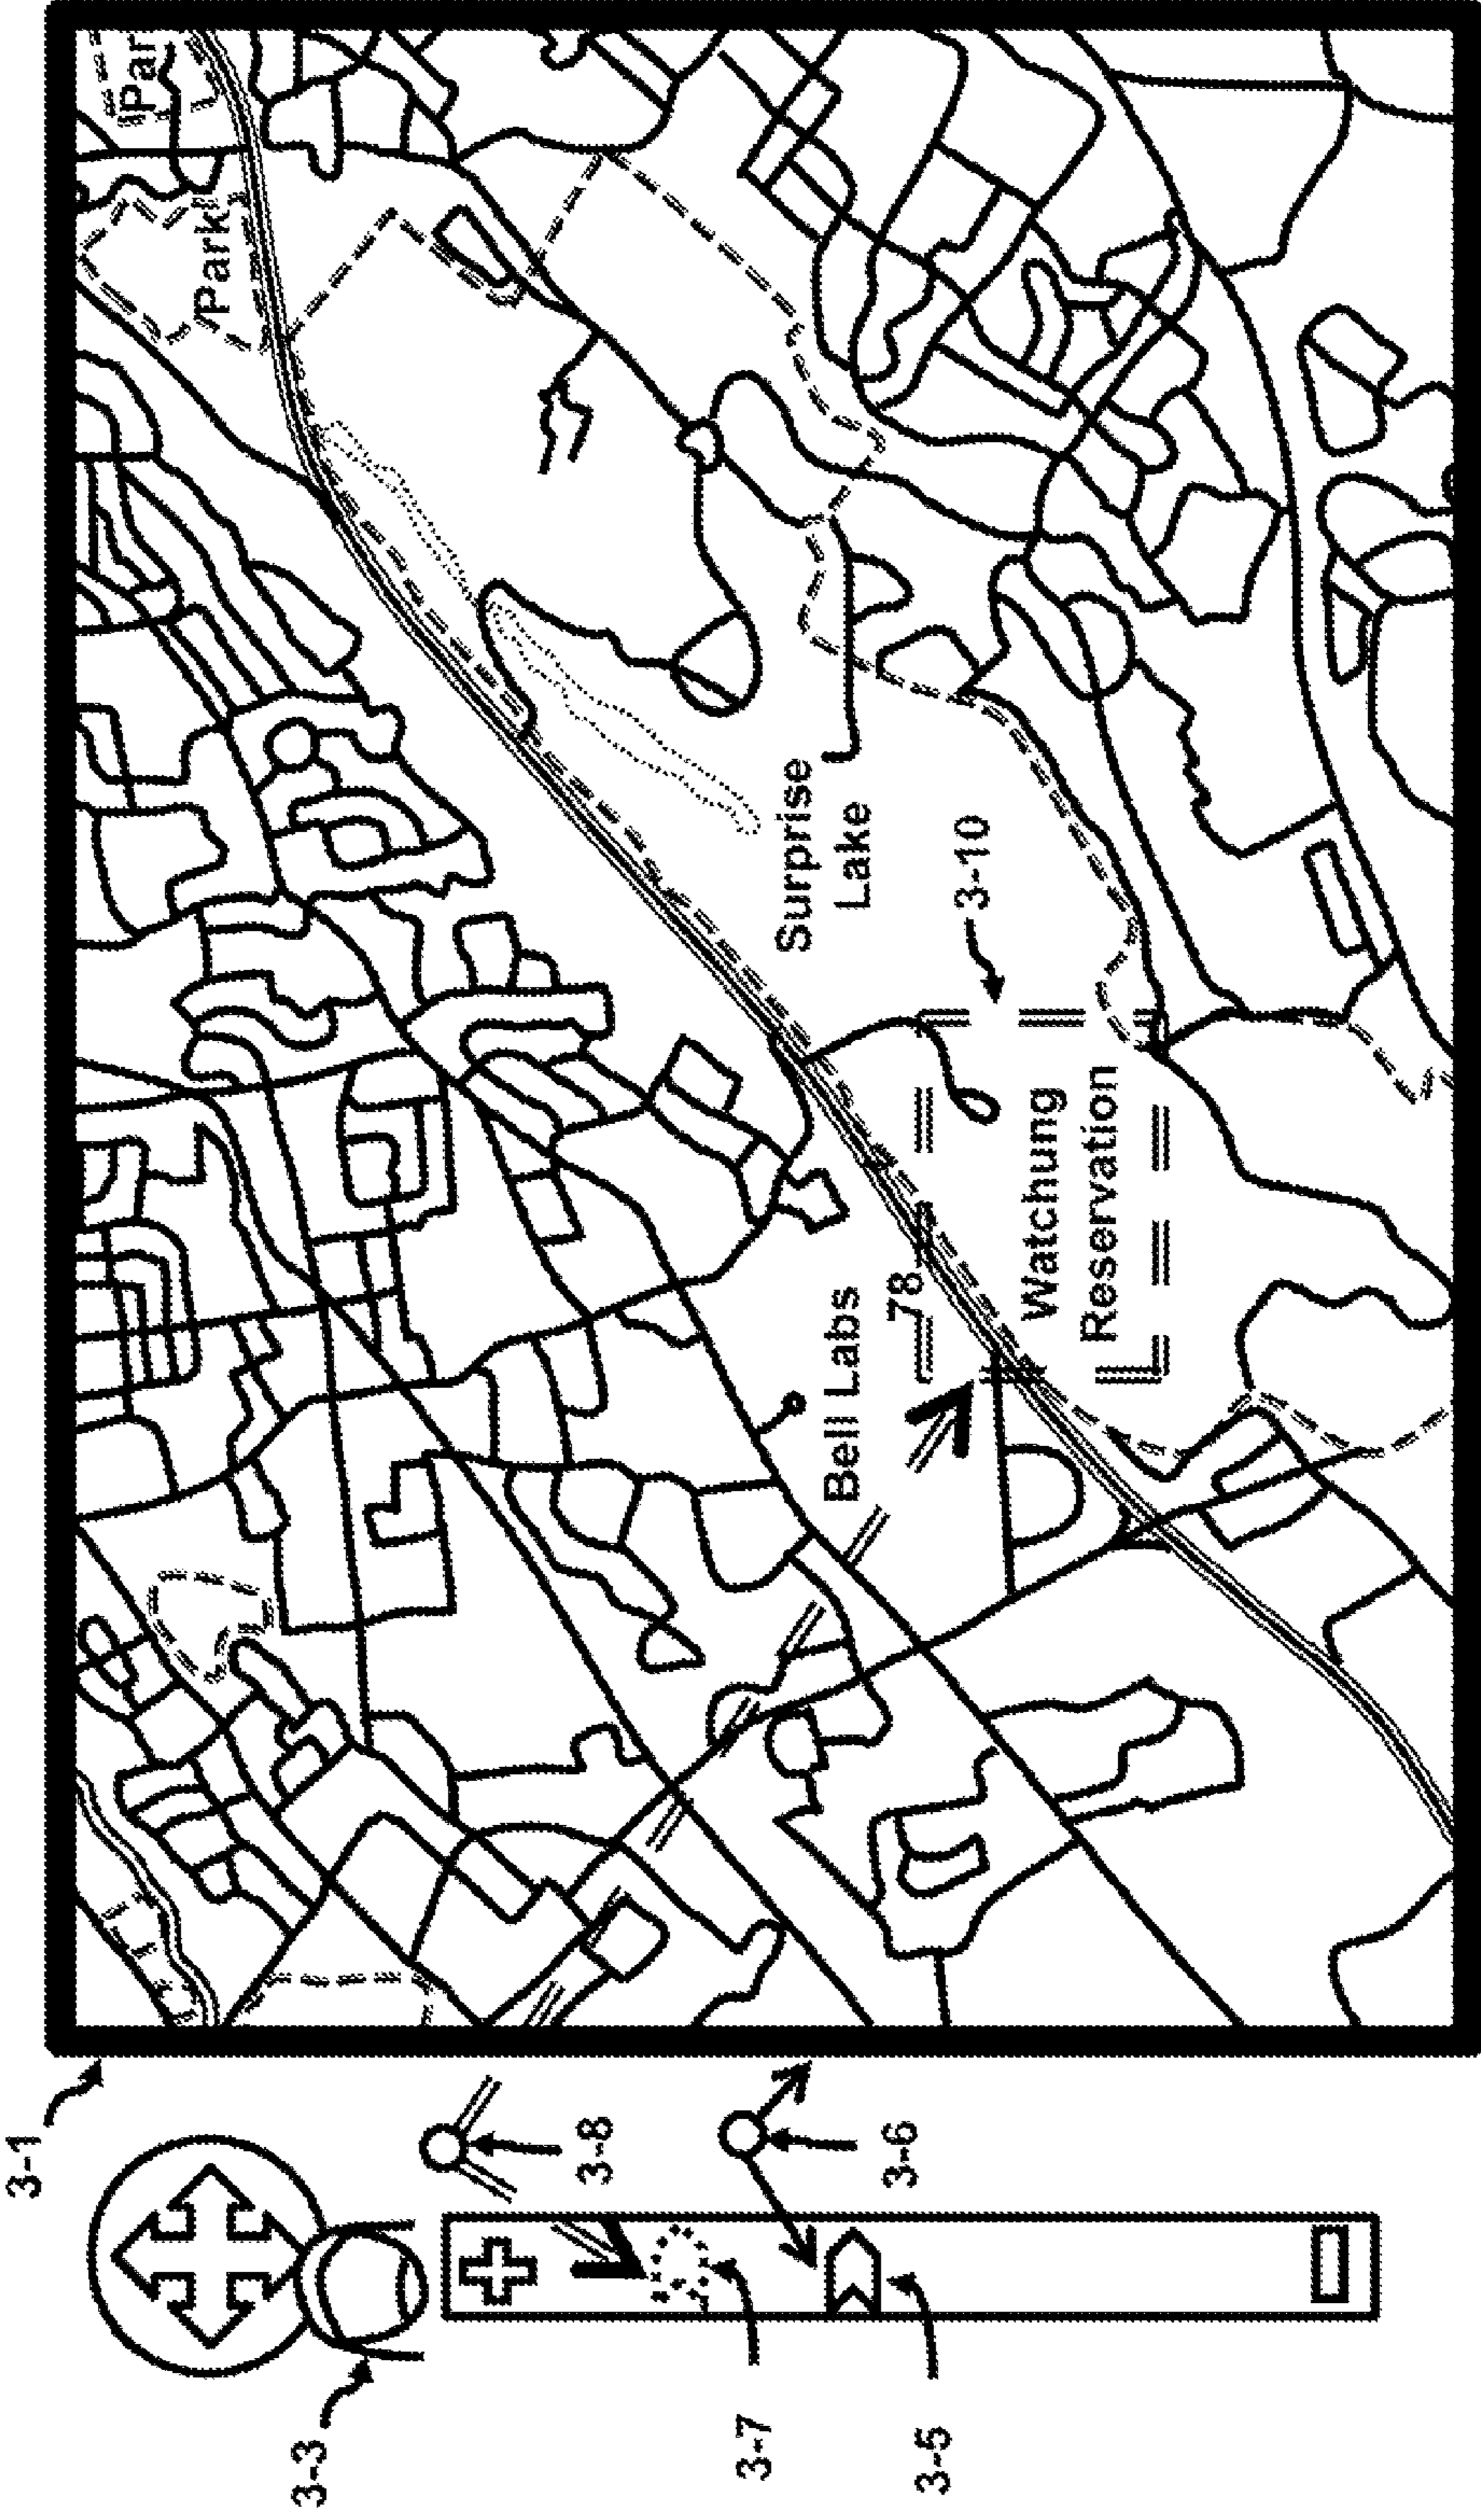 3-1
3-3
3-8
3-6
3-7
3-5
Park
Par
Surprise
Lake
3-10
Bell Labs
78
Watchung
Reservation